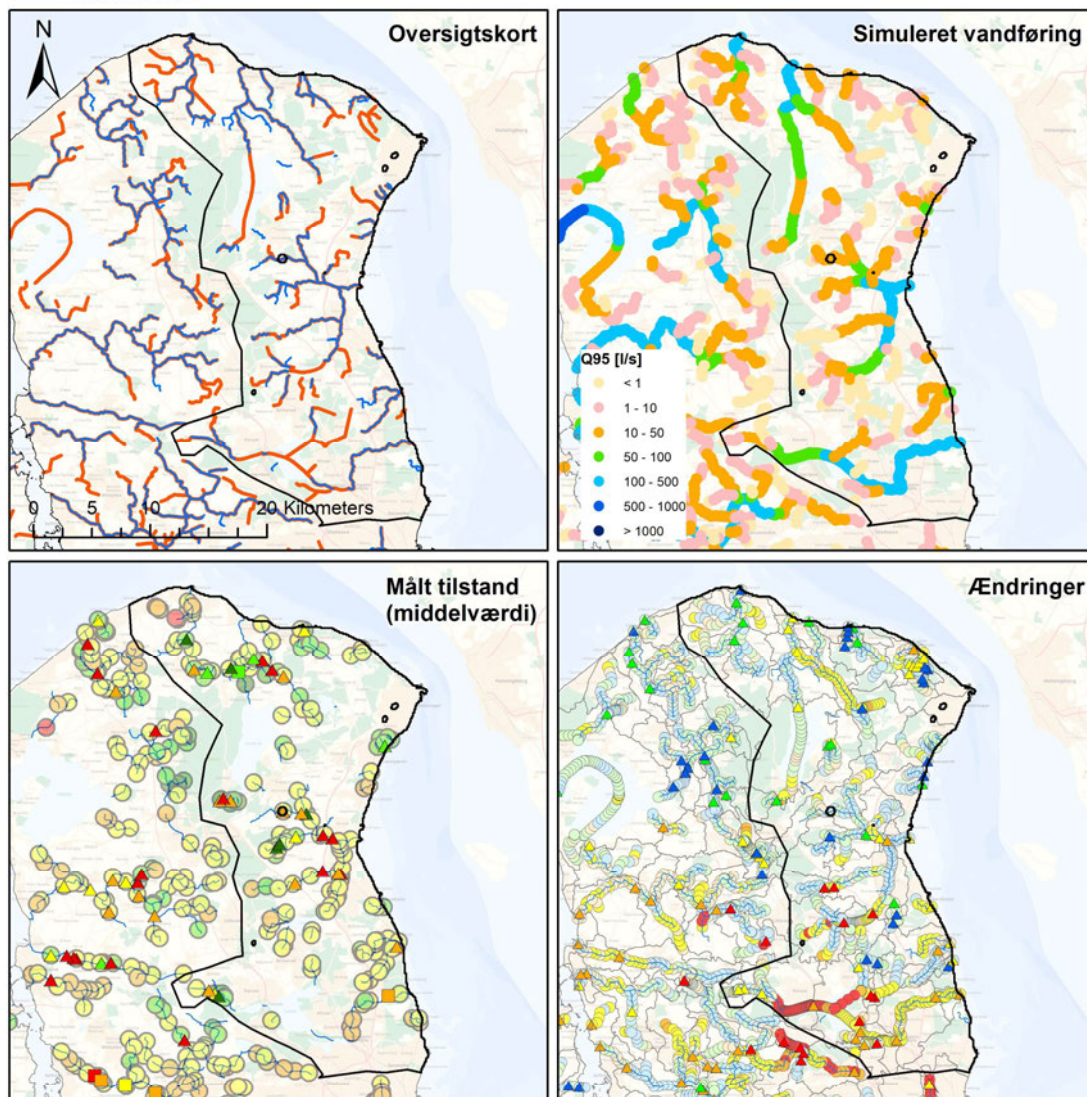 N
Oversigtskort
0 5 10 20 Kilometers
Simuleret vandføring
Q95 [l/s]
< 1
1 - 10
10 - 50
50 - 100
100 - 500
500 - 1000
> 1000
Målt tilstand
(middelværdi)
Ændringer